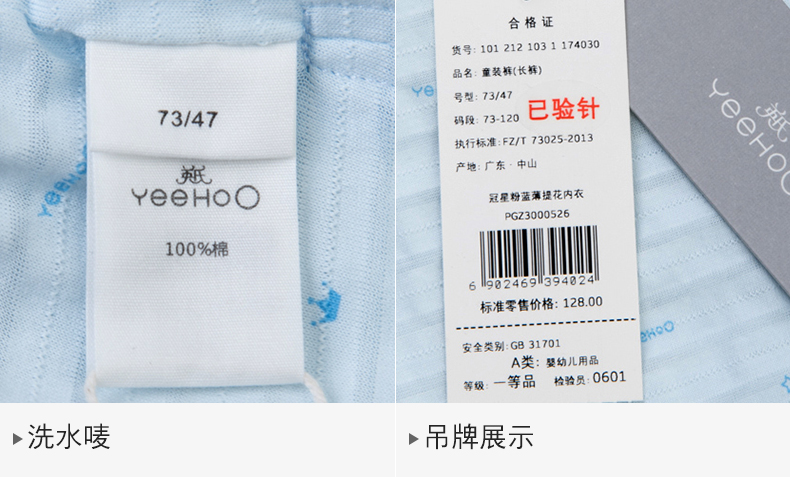 73/47
英氏
YeeHoO
100%棉
YeeHo
合格证
货号: 101 212 103 1 174030
品名: 童装裤(长裤)
号型: 73/47
码段: 73-120
已验针
执行标准: FZ/T 73025-2013
产地: 广东·中山
冠星粉蓝薄提花内衣
PGZ3000526
6 902469 394024
标准零售价格: 128.00
安全类别: GB 31701
A类: 婴幼儿用品
等级: 一等品 检验员: 0601
YeeHOO
▶洗水唛
▶吊牌展示